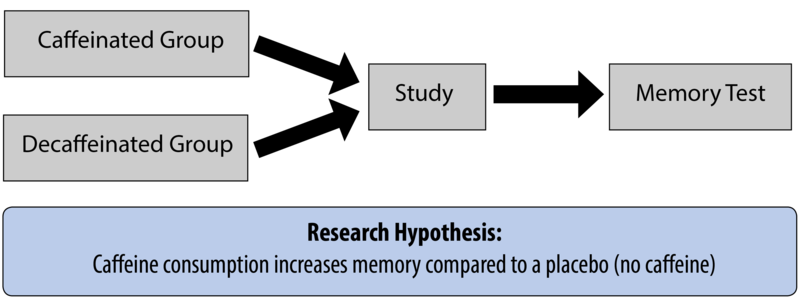 Caffeinated Group
Study
Memory Test
Decaffeinated Group
Research Hypothesis:
Caffeine consumption increases memory compared to a placebo (no caffeine)